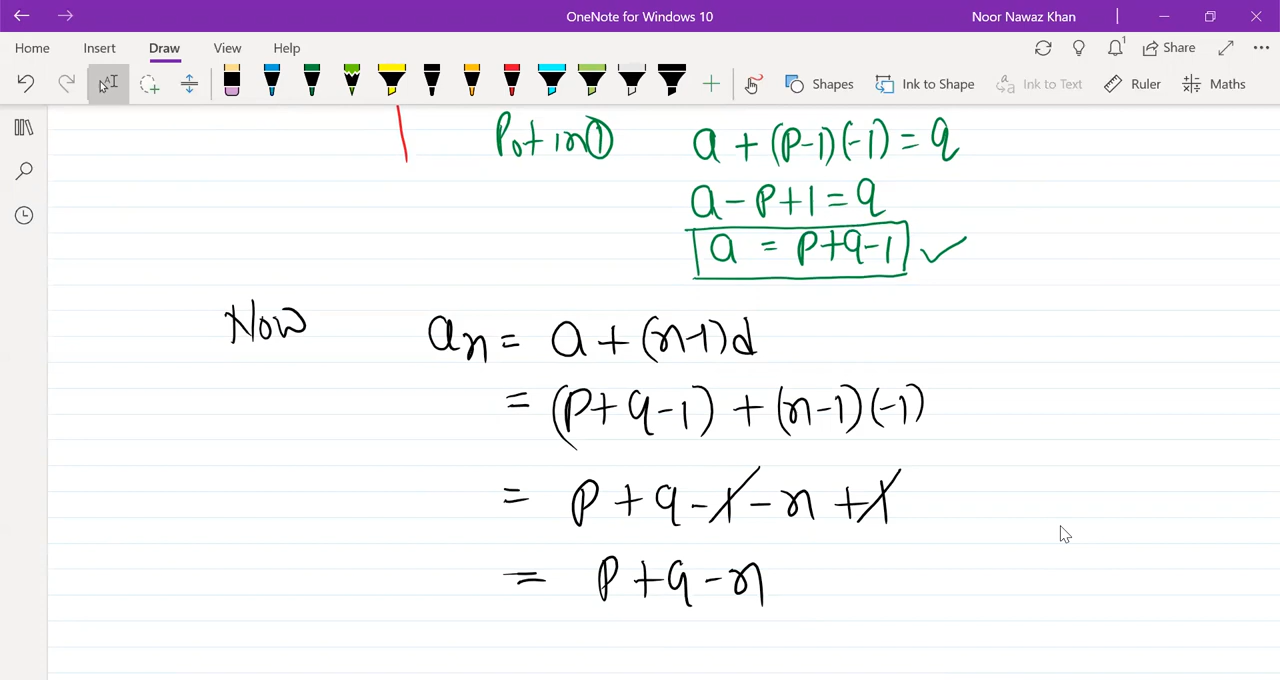 OneNote for Windows 10
Noor Nawaz Khan
Home Insert Draw View Help
1
Share
Shapes Ink to Shape Ink to Text Ruler Maths
Put in ① a + (p-1)(-1) = q
a - p + 1 = q
a = p+q-1 ✓
Now an = a + (n-1)d
= (p+q-1) + (n-1)(-1)
= p + q - 1 - n + 1
= p + q - n